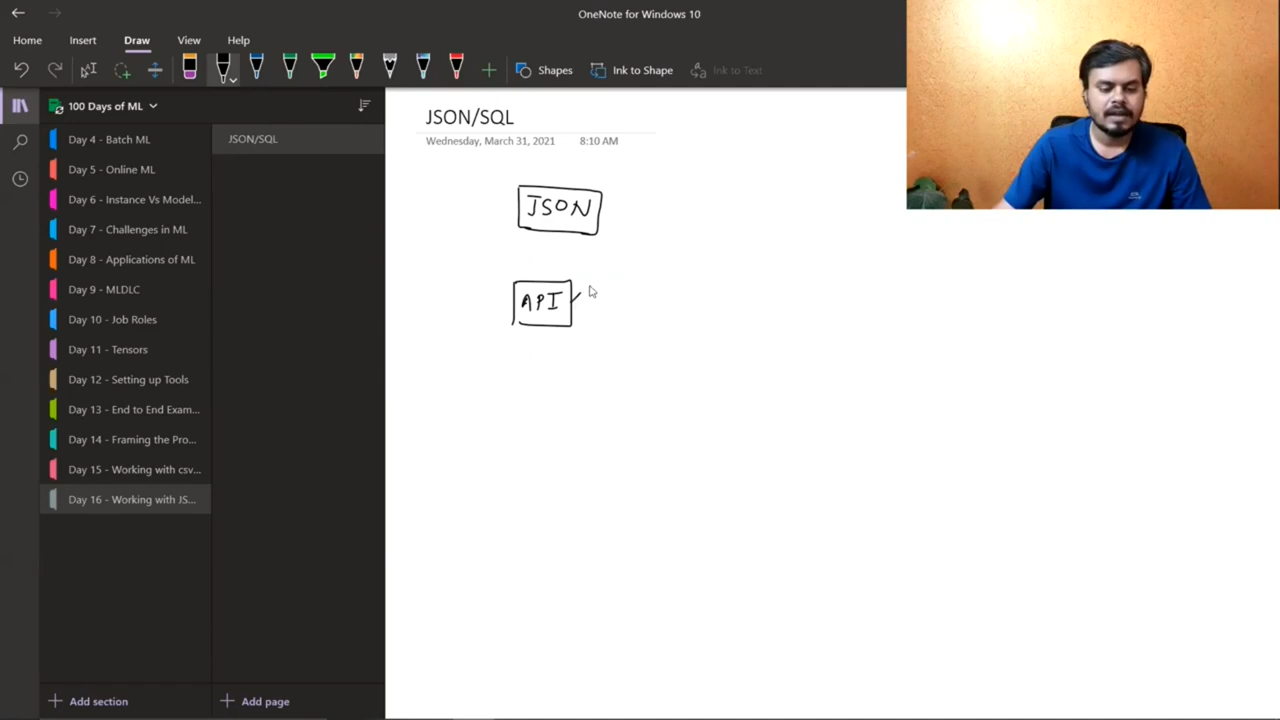 OneNote for Windows 10
Home Insert Draw View Help
Shapes Ink to Shape Ink to Text
100 Days of ML
Day 4 - Batch ML
Day 5 - Online ML
Day 6 - Instance Vs Model...
Day 7 - Challenges in ML
Day 8 - Applications of ML
Day 9 - MLDLC
Day 10 - Job Roles
Day 11 - Tensors
Day 12 - Setting up Tools
Day 13 - End to End Exam...
Day 14 - Framing the Pro...
Day 15 - Working with csv...
Day 16 - Working with JS...
Add section
JSON/SQL
Add page
JSON/SQL
Wednesday, March 31, 2021 8:10 AM
JSON
API